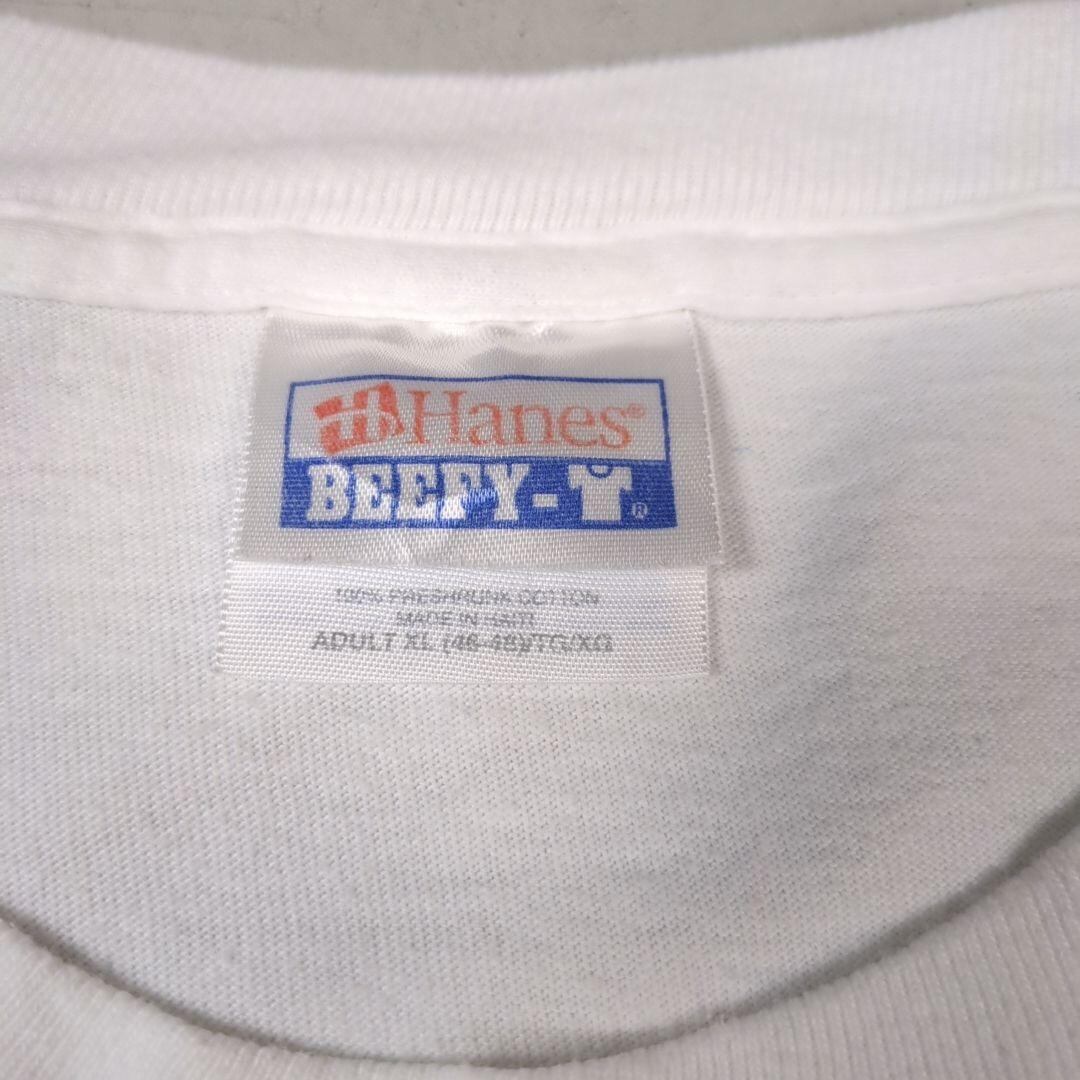 Hanes®
BEEFY-T®
100% PRESHRUNK COTTON
MADE IN HAITI
ADULT XL (46-48)/TG/XG